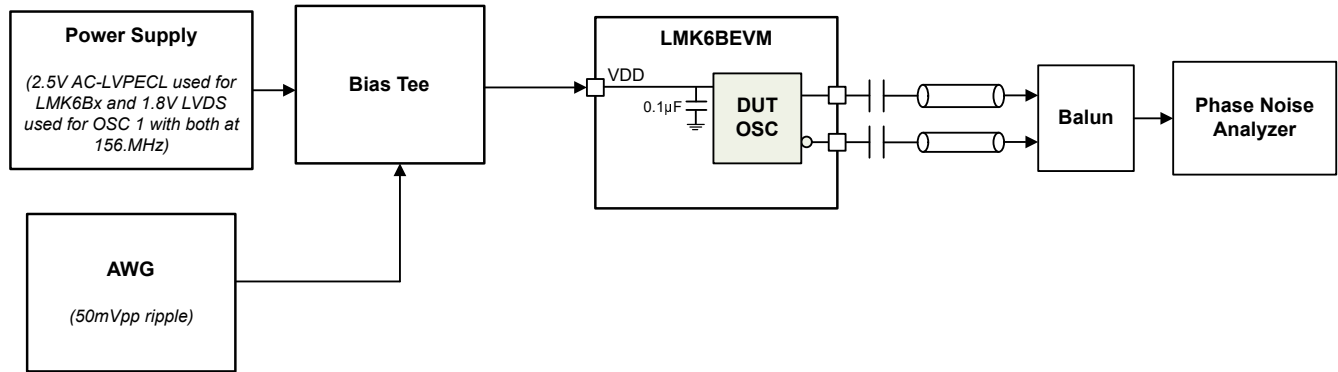 Power Supply
(2.5V AC-LVPECL used for
LMK6Bx and 1.8V LVDS
used for OSC 1 with both at
156.MHz)
Bias Tee
LMK6BEVM
VDD
0.1µF
DUT
OSC
Balun
Phase Noise
Analyzer
AWG
(50mVpp ripple)